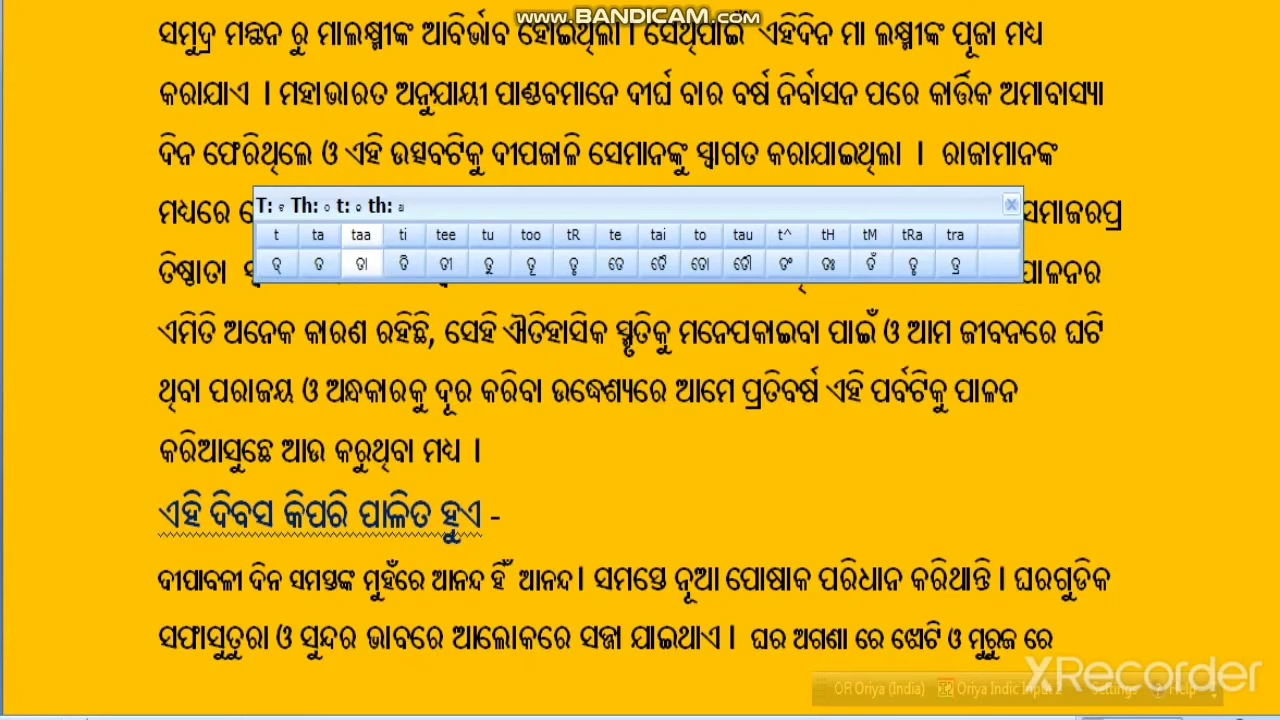 www.BANDICAM.com
ସମୁଦ୍ର ମନ୍ଥନ ରୁ ମାଲକ୍ଷ୍ମୀଙ୍କ ଆବିର୍ଭାବ ହୋଇଥିଲା । ସେଥିପାଇଁ ଏହିଦିନ ମା ଲକ୍ଷ୍ମୀଙ୍କ ପୂଜା ମଧ୍ୟ
କରାଯାଏ । ମହାଭାରତ ଅନୁଯାୟୀ ପାଣ୍ଡବମାନେ ଦୀର୍ଘ ବାର ବର୍ଷ ନିର୍ବାସନ ପରେ କାର୍ତ୍ତିକ ଅମାବାସ୍ୟା
ଦିନ ଫେରିଥିଲେ ଓ ଏହି ଉତ୍ସବଟିକୁ ଦୀପଜାଳି ସେମାନଙ୍କୁ ସ୍ୱାଗତ କରାଯାଇଥିଲା । ରାଜାମାନଙ୍କ
ମଧ୍ୟରେ ସମାଜରପ୍ର
T: ଟ Th: ଠ t: ତ th: ଥ
t ta taa ti tee tu too tR te tai to tau t^ tH tM tRa tra
ତ୍ ତ ତା ତି ତୀ ତୁ ତୂ ତୃ ତେ ତୈ ତୋ ତୌ ତଂ ତଃ ତଁ ତୃ ତ୍ର
ତିଷ୍ଠାତା ପାଳନର
ଏମିତି ଅନେକ କାରଣ ରହିଛି, ସେହି ଐତିହାସିକ ସ୍ମୃତିକୁ ମନେପକାଇବା ପାଇଁ ଓ ଆମ ଜୀବନରେ ଘଟି
ଥିବା ପରାଜୟ ଓ ଅନ୍ଧକାରକୁ ଦୂର କରିବା ଉଦ୍ଧେଶ୍ୟରେ ଆମେ ପ୍ରତିବର୍ଷ ଏହି ପର୍ବଟିକୁ ପାଳନ
କରିଆସୁଛେ ଆଉ କରୁଥିବା ମଧ୍ୟ ।
ଏହି ଦିବସ କିପରି ପାଳିତ ହୁଏ -
ଦୀପାବଳୀ ଦିନ ସମସ୍ତଙ୍କ ମୁହଁରେ ଆନନ୍ଦ ହିଁ ଆନନ୍ଦ। ସମସ୍ତେ ନୂଆ ପୋଷାକ ପରିଧାନ କରିଥାନ୍ତି । ଘରଗୁଡିକ
ସଫାସୁତୁରା ଓ ସୁନ୍ଦର ଭାବରେ ଆଲୋକରେ ସଜ୍ଜା ଯାଇଥାଏ । ଘର ଅଗଣା ରେ ଝୋଟି ଓ ମୁରୁଜ ରେ
XRecorder
OR Oriya (India) Oriya Indic Input 2 Settings Help